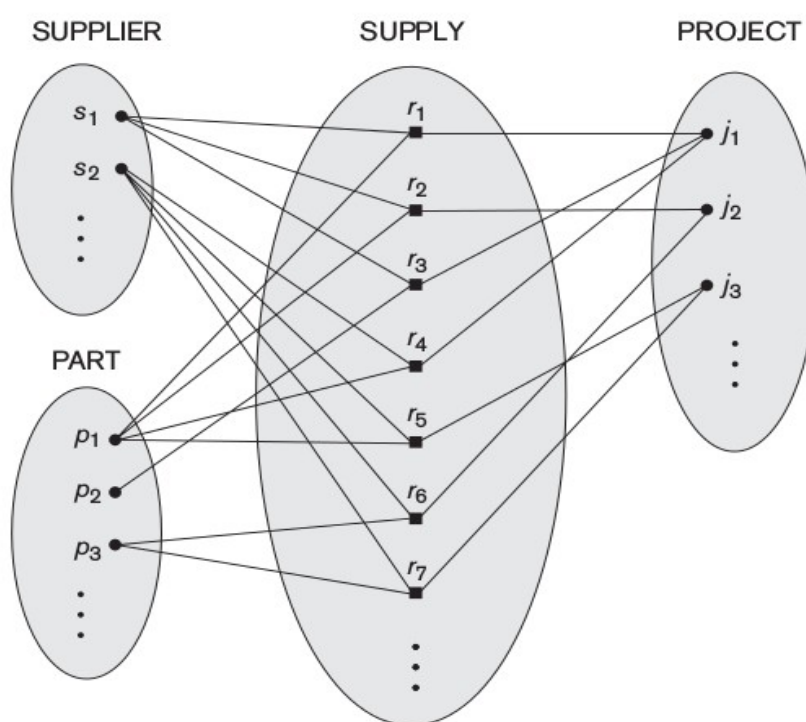 SUPPLIER
s1
s2
PART
p1
p2
p3
SUPPLY
r1
r2
r3
r4
r5
r6
r7
PROJECT
j1
j2
j3